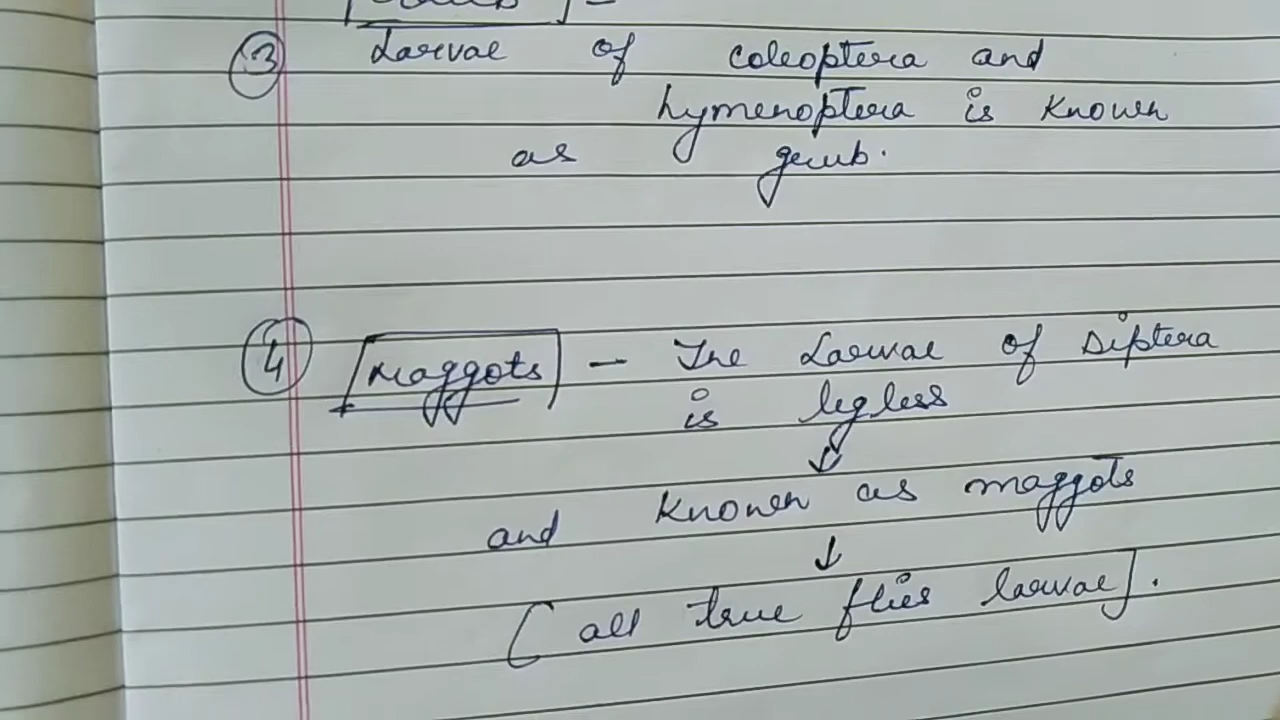 ③ Larvae of coleoptera and
hymenoptera is known
as grub.
④ [Maggots] - The Larvae of Diptera
is legless
↓
and known as maggots
↓
[all true flies larvae].